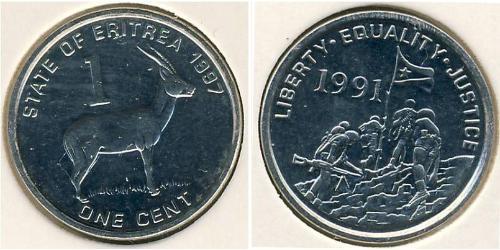 STATE OF ERITREA 1997
1
ONE CENT
LIBERTY · EQUALITY · JUSTICE
1991